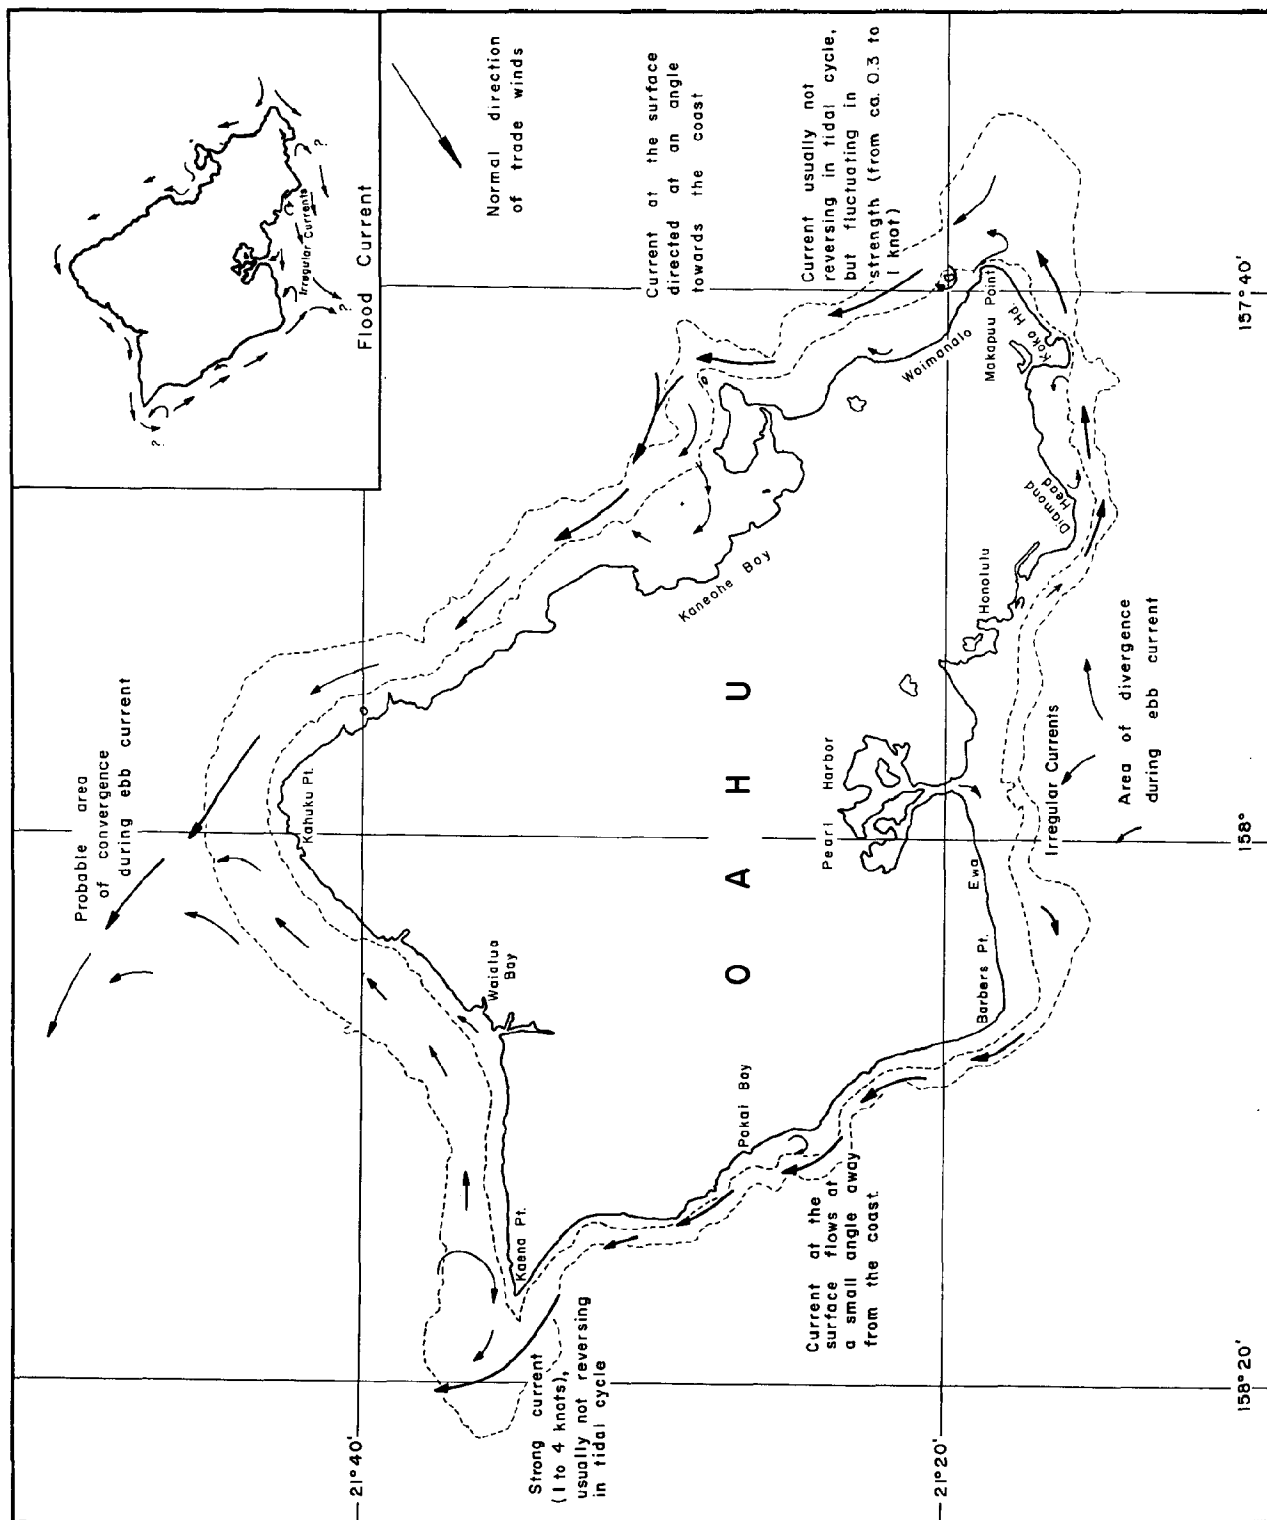 Flood Current
Irregular Currents
?
?
?
Normal direction
of trade winds
Probable area
of convergence
during ebb current
Current at the surface
directed at an angle
towards the coast
Current usually not
reversing in tidal cycle,
but fluctuating in
strength (from ca. 0.3 to
1 knot)
Strong current
(1 to 4 knots),
usually not reversing
in tidal cycle
Current at the
surface flows at
a small angle away
from the coast.
Area of divergence
during ebb current
Irregular Currents
Kahuku Pt.
Waialua
Bay
Kaena Pt.
Kaneohe Bay
10
OAHU
Pokai Bay
Pearl Harbor
Waimanalo
Makapuu Point
Koko Hd.
Diamond
Head
Honolulu
Ewa
Barbers Pt.
21°40'
21°20'
158°20'
158°
157°40'